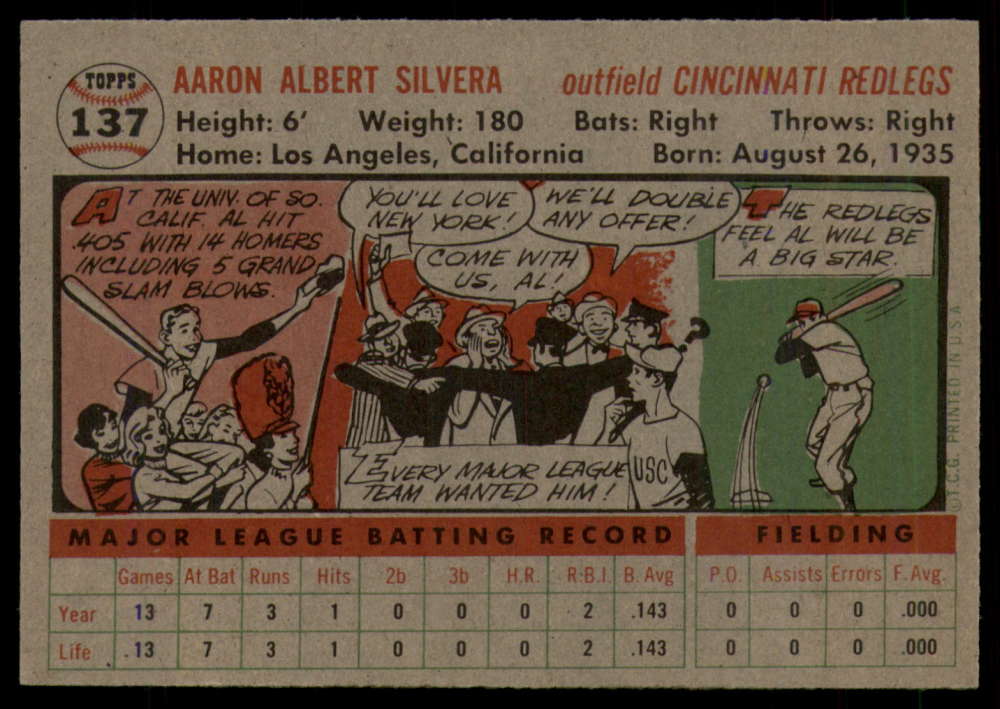 TOPPS
137
AARON ALBERT SILVERA outfield CINCINNATI REDLEGS
Height: 6' Weight: 180 Bats: Right Throws: Right
Home: Los Angeles, California Born: August 26, 1935
AT THE UNIV. OF SO.
CALIF. AL HIT
.405 WITH 14 HOMERS
INCLUDING 5 GRAND
SLAM BLOWS.
YOU'LL LOVE
NEW YORK!
WE'LL DOUBLE
ANY OFFER!
COME WITH
US, AL!
EVERY MAJOR LEAGUE
TEAM WANTED HIM!
USC
?
THE REDLEGS
FEEL AL WILL BE
A BIG STAR.
©T.C.G. PRINTED IN U.S.A
MAJOR LEAGUE BATTING RECORD FIELDING
Games At Bat Runs Hits 2b 3b H.R. R.B.I. B. Avg P.O. Assists Errors F. Avg.
Year 13 7 3 1 0 0 0 2 .143 0 0 0 .000
Life 13 7 3 1 0 0 0 2 .143 0 0 0 .000